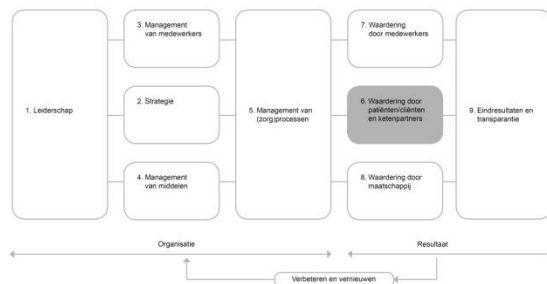 1. Leiderschap
3. Management
van medewerkers
2. Strategie
4. Management
van middelen
5. Management van
(zorg)processen
7. Waardering
door medewerkers
6. Waardering door
patiënten/cliënten
en ketenpartners
8. Waardering door
maatschappij
9. Eindresultaten en
transparantie
Organisatie
Resultaat
Verbeteren en vernieuwen